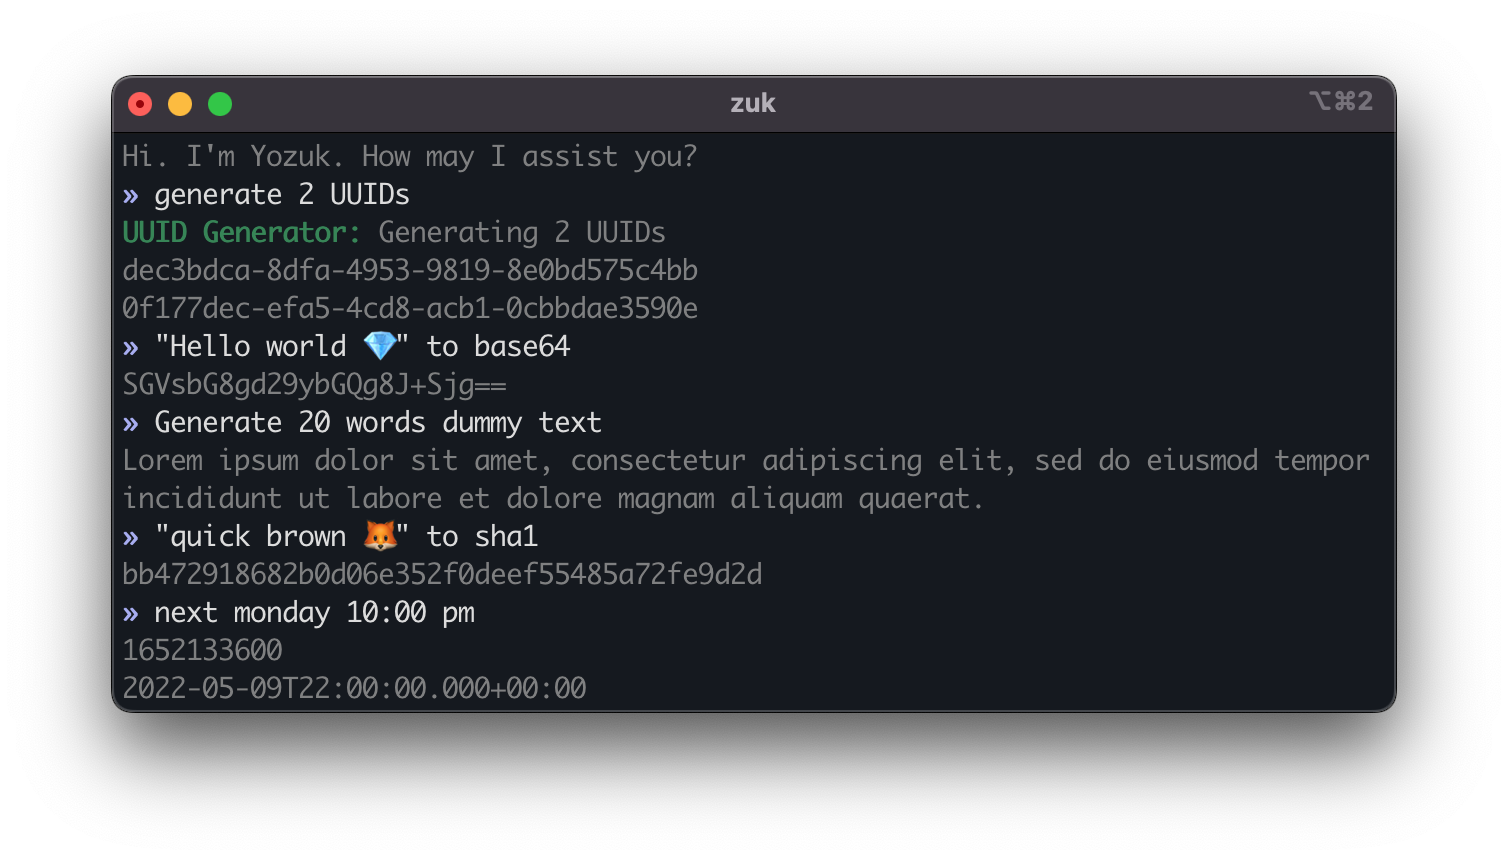 zuk
⌥⌘2
Hi. I'm Yozuk. How may I assist you?
» generate 2 UUIDs
UUID Generator: Generating 2 UUIDs
dec3bdca-8dfa-4953-9819-8e0bd575c4bb
0f177dec-efa5-4cd8-acb1-0cbbdae3590e
» "Hello world 💎" to base64
SGVsbG8gd29ybGQg8J+Sjg==
» Generate 20 words dummy text
Lorem ipsum dolor sit amet, consectetur adipiscing elit, sed do eiusmod tempor
incididunt ut labore et dolore magnam aliquam quaerat.
» "quick brown 🦊" to sha1
bb472918682b0d06e352f0deef55485a72fe9d2d
» next monday 10:00 pm
1652133600
2022-05-09T22:00:00.000+00:00